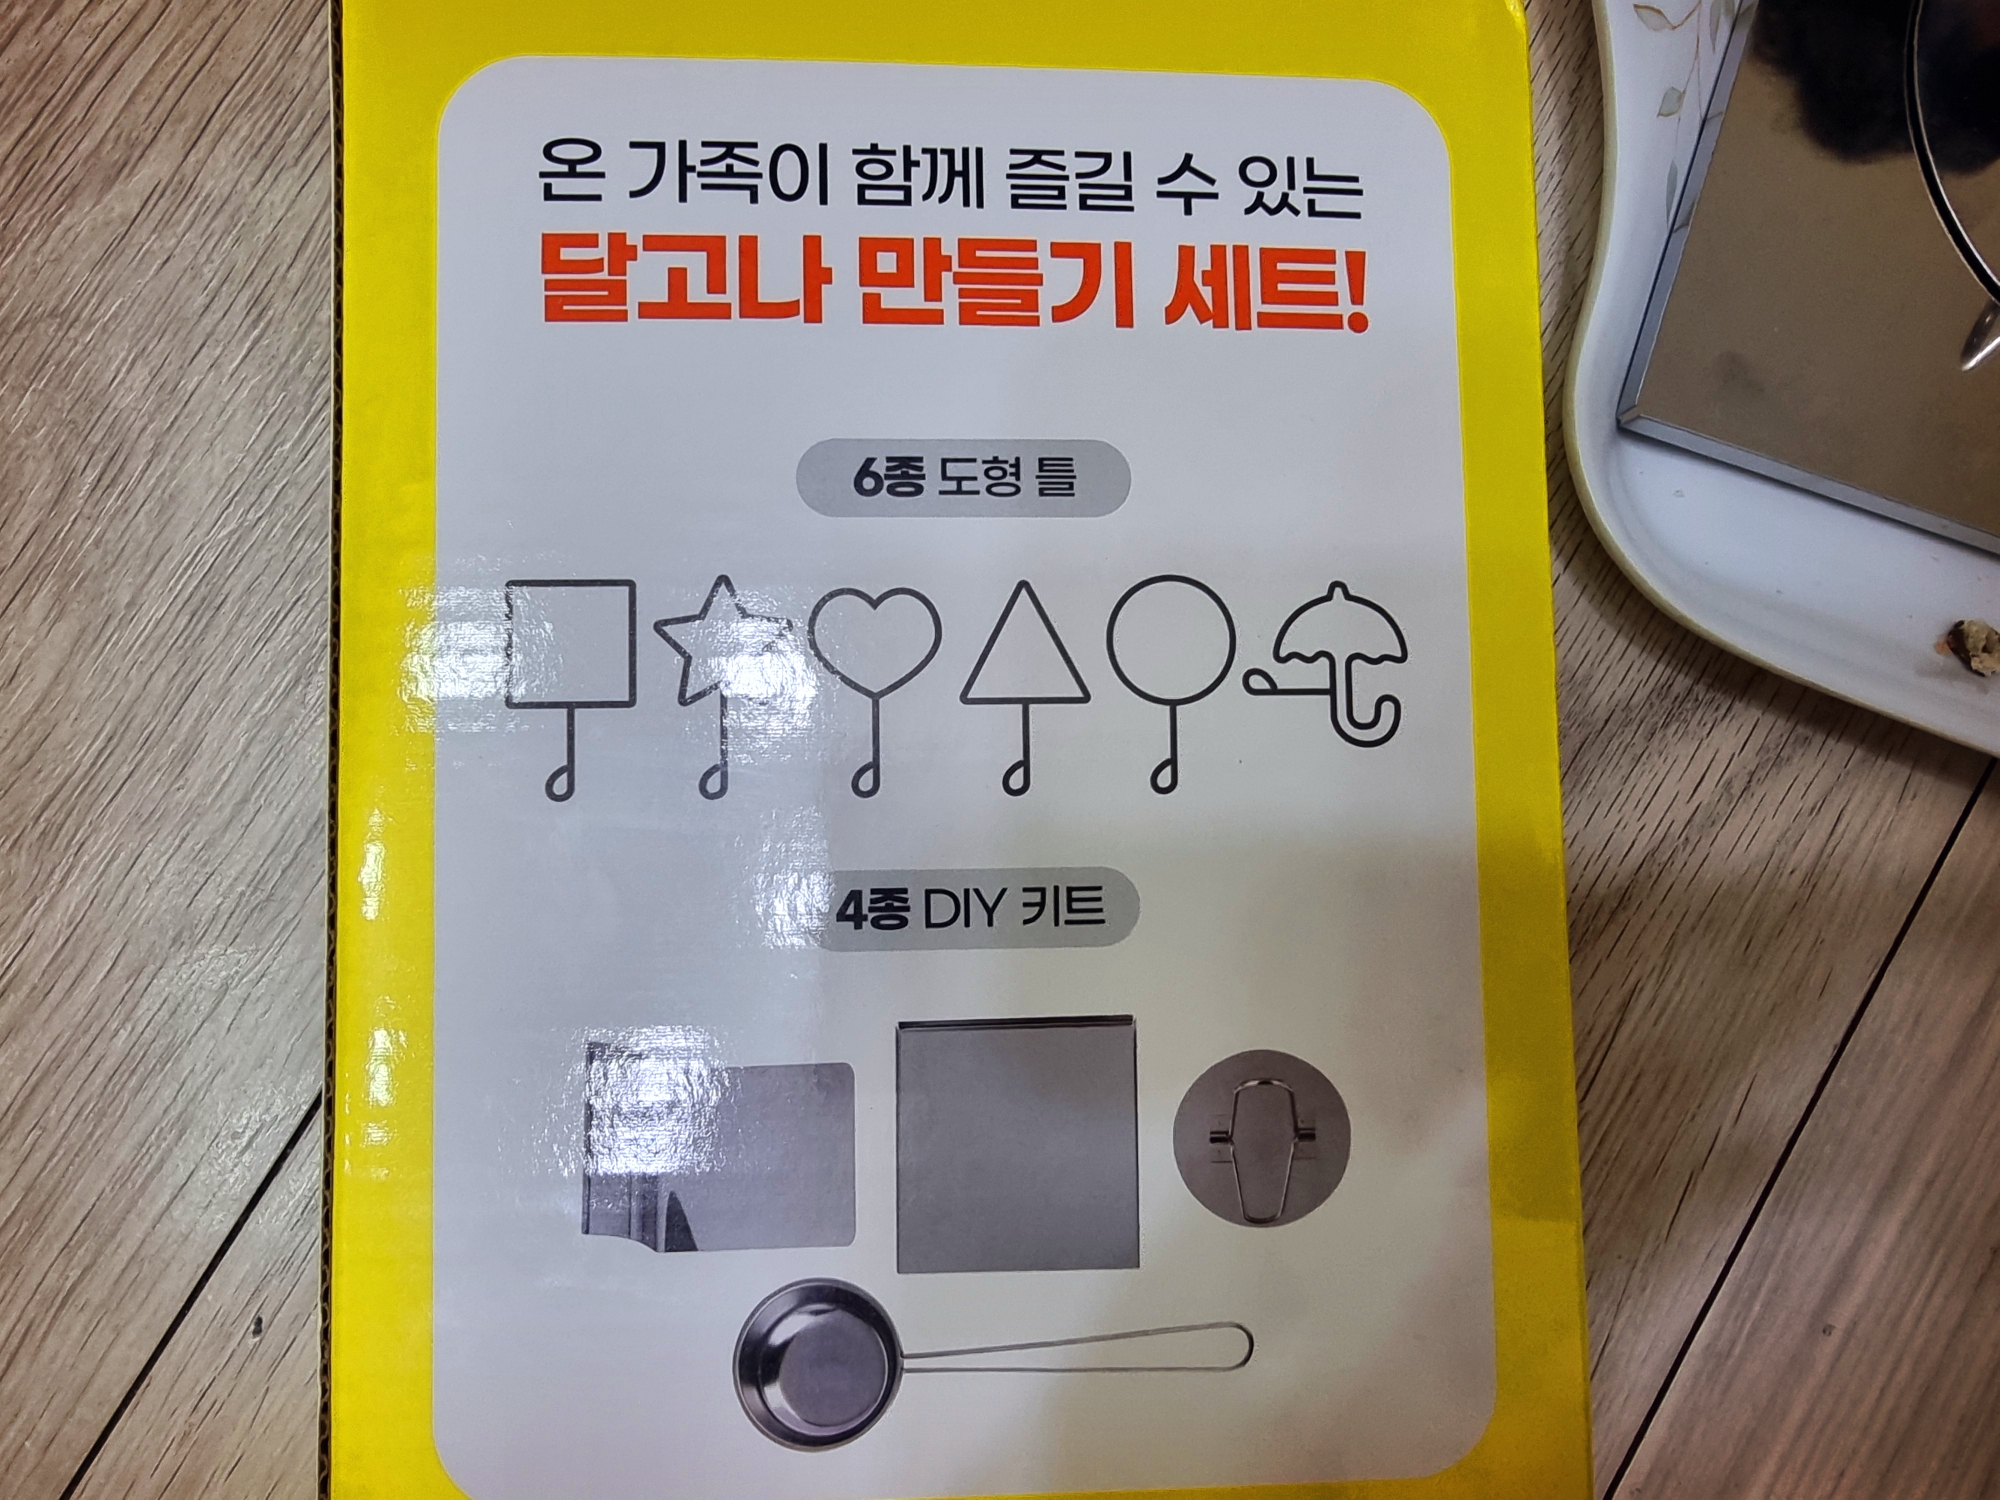 온 가족이 함께 즐길 수 있는
달고나 만들기 세트!
6종 도형 틀
4종 DIY 키트